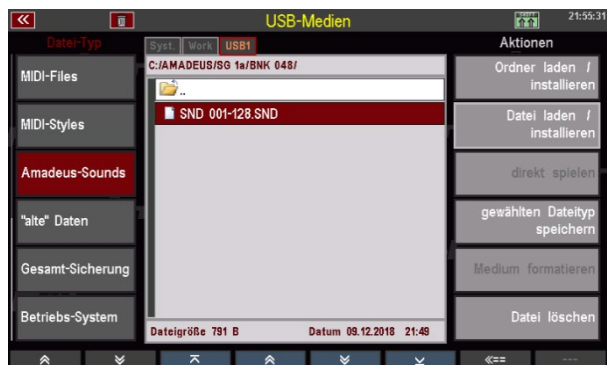 USB-Medien
21:55:31
Datei-Typ
Syst. Work USB1
Aktionen
C:/AMADEUS/SG 1a/BNK 048/
..
SND 001-128.SND
MIDI-Files
MIDI-Styles
Amadeus-Sounds
"alte" Daten
Gesamt-Sicherung
Betriebs-System
Ordner laden /
installieren
Datei laden /
installieren
direkt spielen
gewählten Dateityp
speichern
Medium formatieren
Datei löschen
Dateigröße 791 B
Datum 09.12.2018 21:49
«==
---